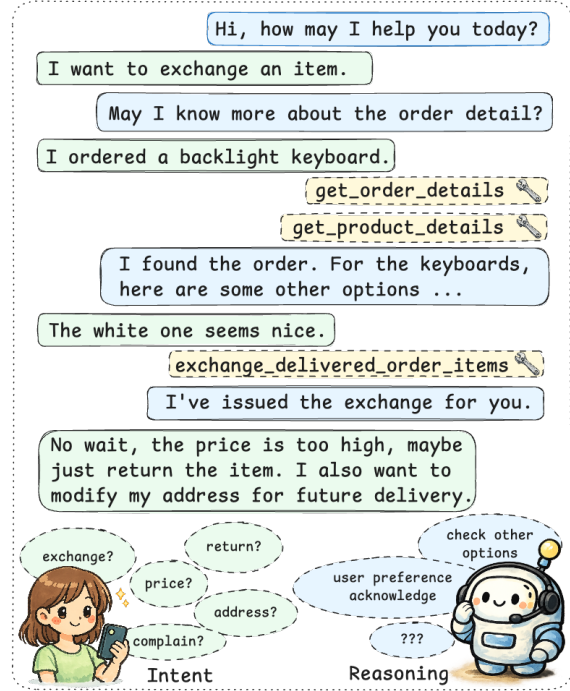 Hi, how may I help you today?
I want to exchange an item.
May I know more about the order detail?
I ordered a backlight keyboard.
get_order_details
get_product_details
I found the order. For the keyboards,
here are some other options ...
The white one seems nice.
exchange_delivered_order_items
I've issued the exchange for you.
No wait, the price is too high, maybe
just return the item. I also want to
modify my address for future delivery.
exchange?
return?
price?
address?
complain?
Intent
check other
options
user preference
acknowledge
???
Reasoning